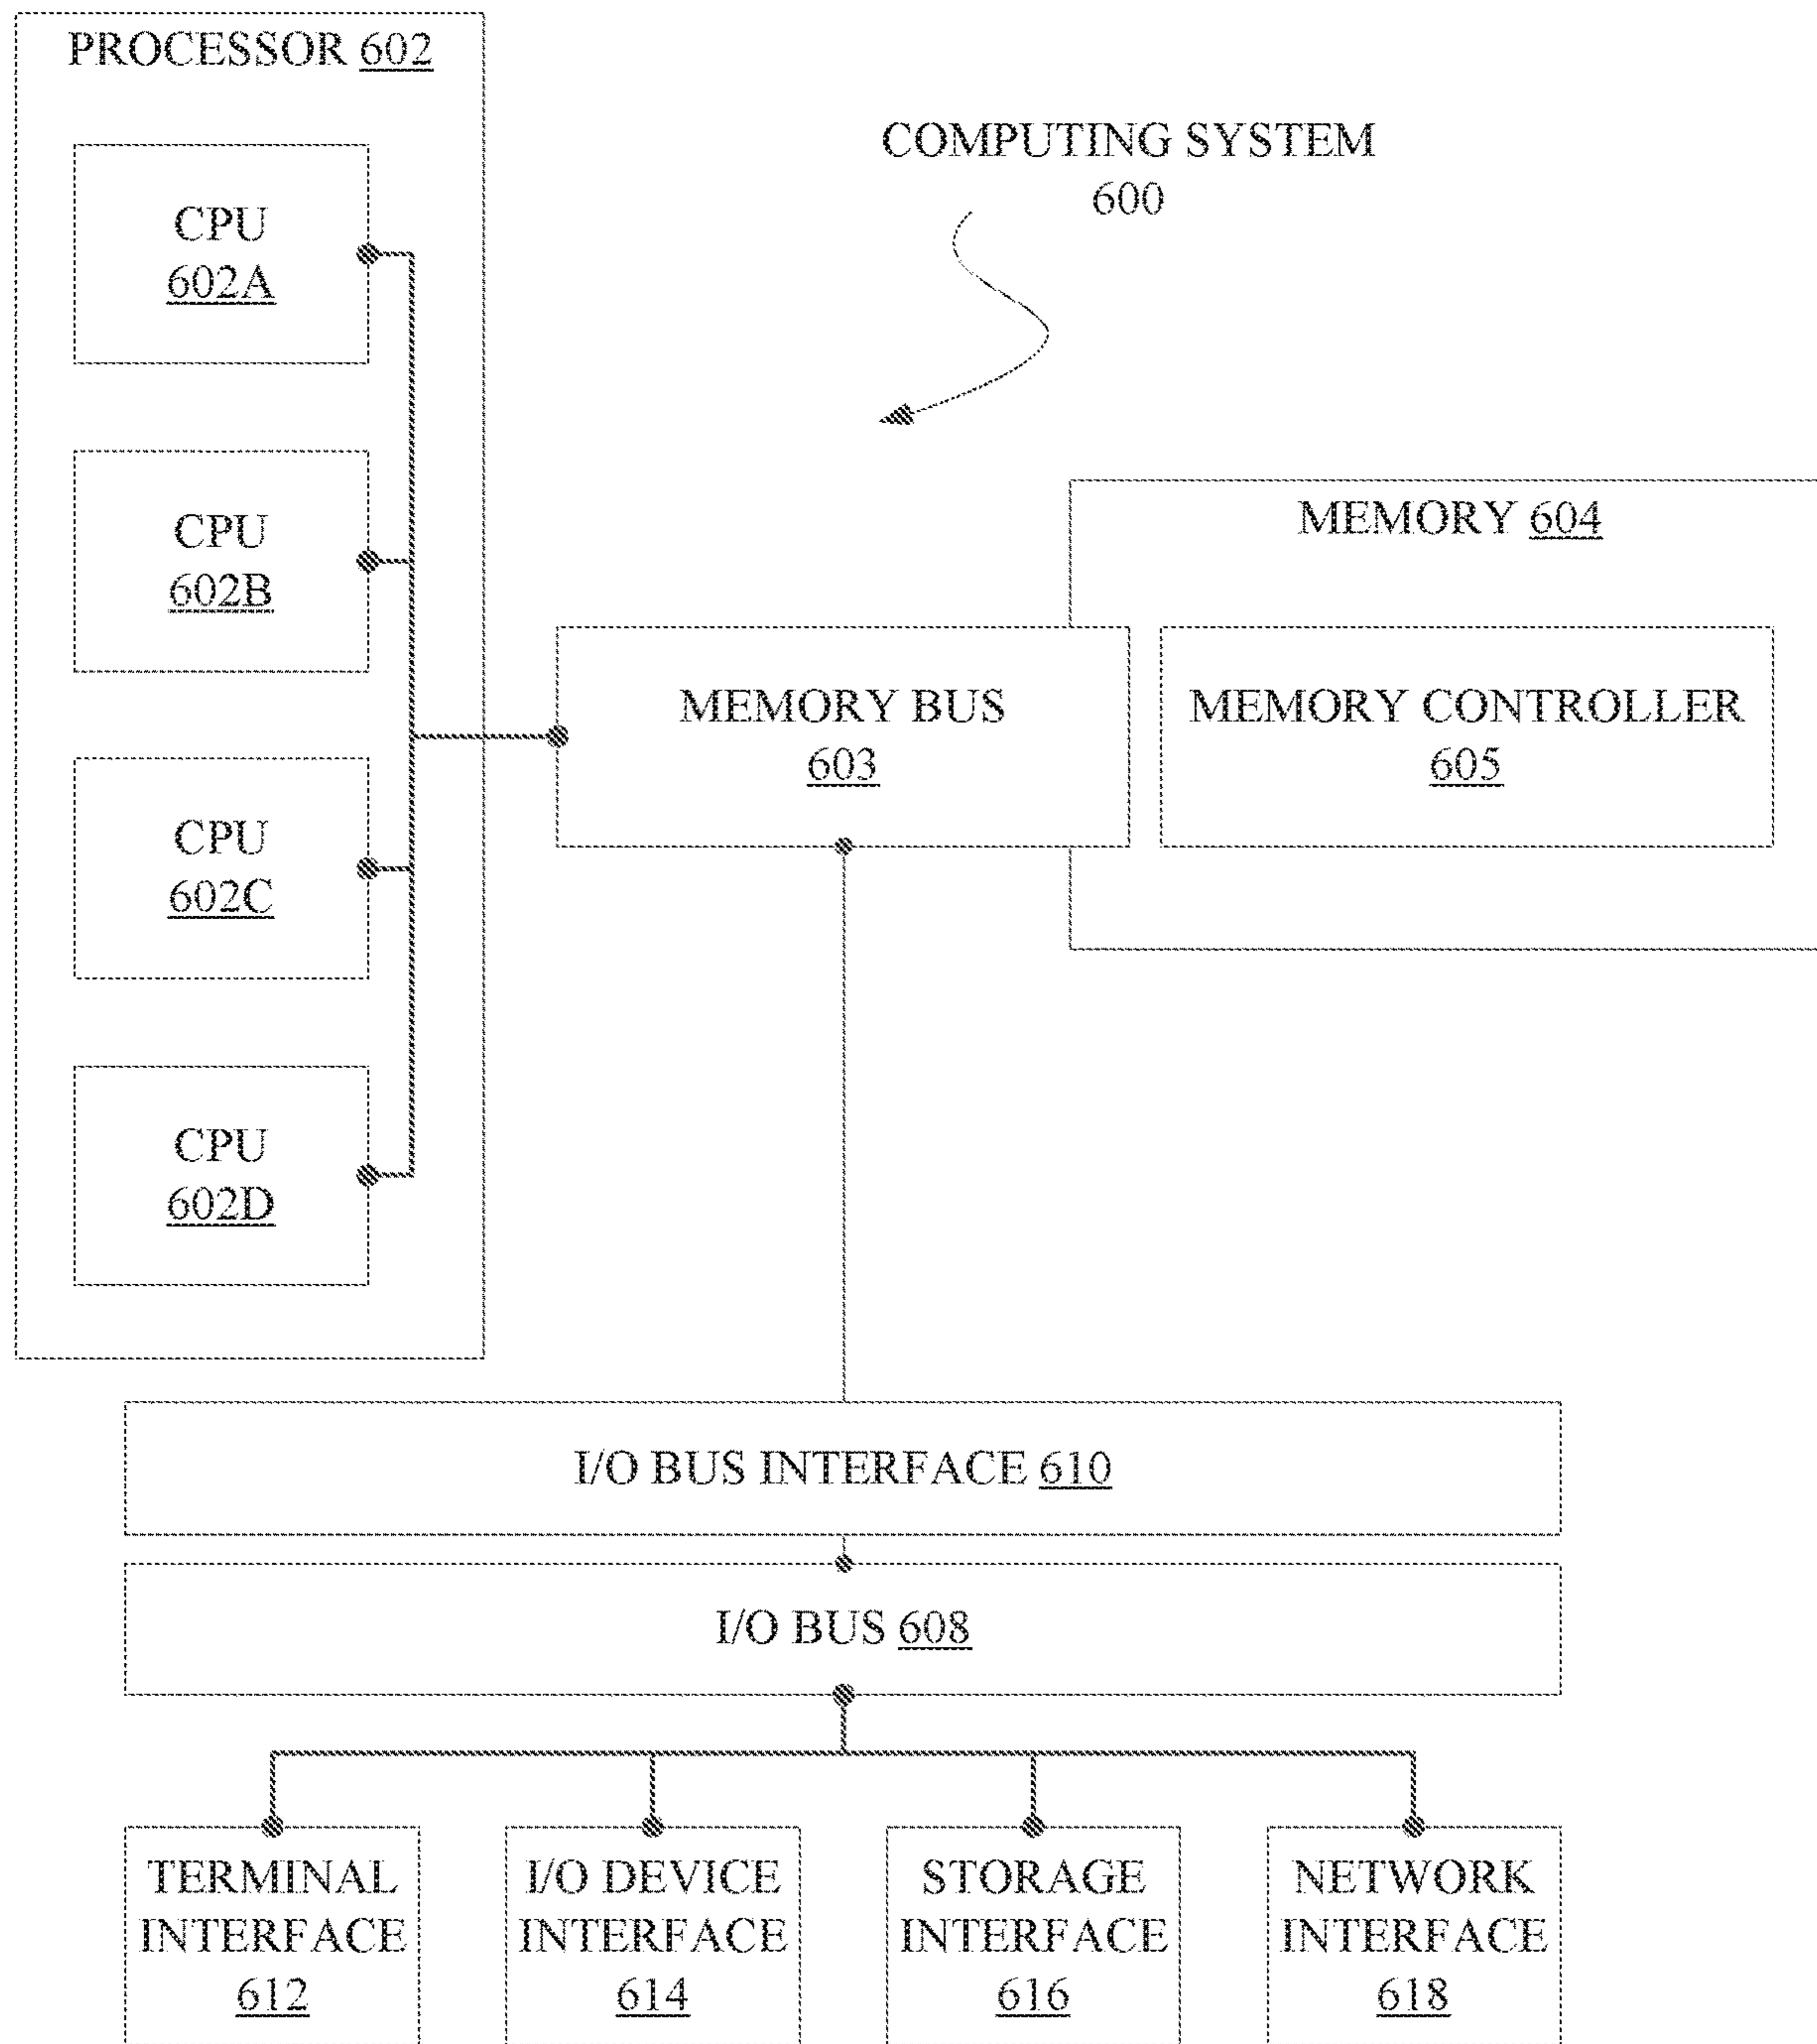 PROCESSOR 602
CPU
602A
CPU
602B
CPU
602C
CPU
602D
COMPUTING SYSTEM
600
MEMORY 604
MEMORY BUS
603
MEMORY CONTROLLER
605
I/O BUS INTERFACE 610
I/O BUS 608
TERMINAL
INTERFACE
612
I/O DEVICE
INTERFACE
614
STORAGE
INTERFACE
616
NETWORK
INTERFACE
618